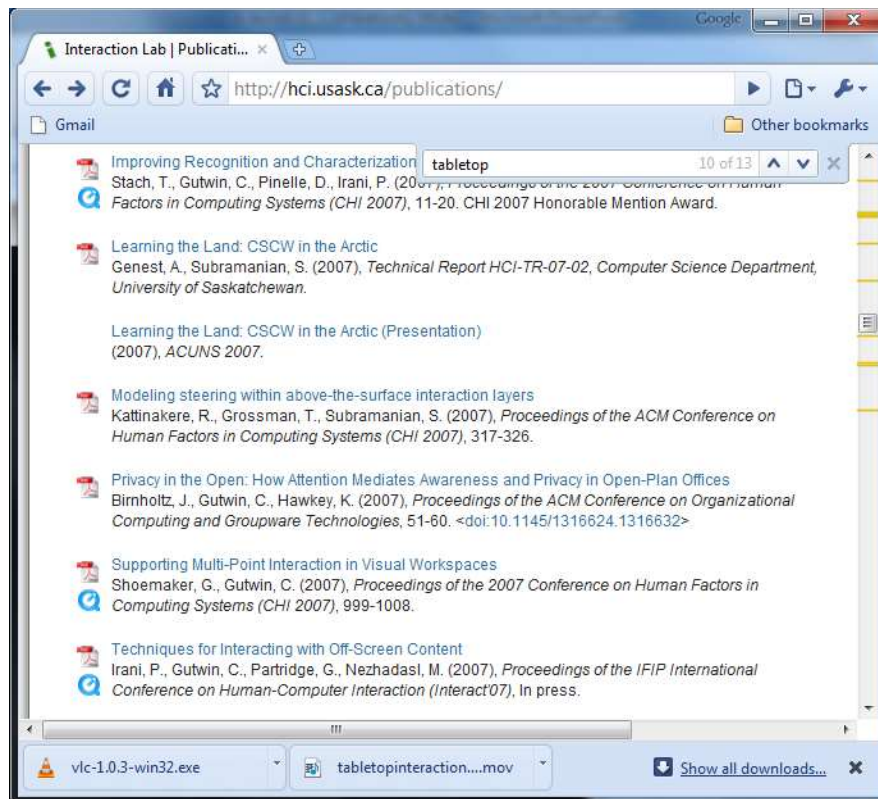 Google
Interaction Lab | Publicati...
http://hci.usask.ca/publications/
Gmail
Other bookmarks
tabletop 10 of 13
Improving Recognition and Characterization
Stach, T., Gutwin, C., Pinelle, D., Irani, P. (2007), Proceedings of the 2007 Conference on Human
Factors in Computing Systems (CHI 2007), 11-20. CHI 2007 Honorable Mention Award.
Learning the Land: CSCW in the Arctic
Genest, A., Subramanian, S. (2007), Technical Report HCI-TR-07-02, Computer Science Department,
University of Saskatchewan.
Learning the Land: CSCW in the Arctic (Presentation)
(2007), ACUNS 2007.
Modeling steering within above-the-surface interaction layers
Kattinakere, R., Grossman, T., Subramanian, S. (2007), Proceedings of the ACM Conference on
Human Factors in Computing Systems (CHI 2007), 317-326.
Privacy in the Open: How Attention Mediates Awareness and Privacy in Open-Plan Offices
Birnholtz, J., Gutwin, C., Hawkey, K. (2007), Proceedings of the ACM Conference on Organizational
Computing and Groupware Technologies, 51-60. <doi:10.1145/1316624.1316632>
Supporting Multi-Point Interaction in Visual Workspaces
Shoemaker, G., Gutwin, C. (2007), Proceedings of the 2007 Conference on Human Factors in
Computing Systems (CHI 2007), 999-1008.
Techniques for Interacting with Off-Screen Content
Irani, P., Gutwin, C., Partridge, G., Nezhadasl, M. (2007), Proceedings of the IFIP International
Conference on Human-Computer Interaction (Interact'07), In press.
vlc-1.0.3-win32.exe
tabletopinteraction....mov
Show all downloads...